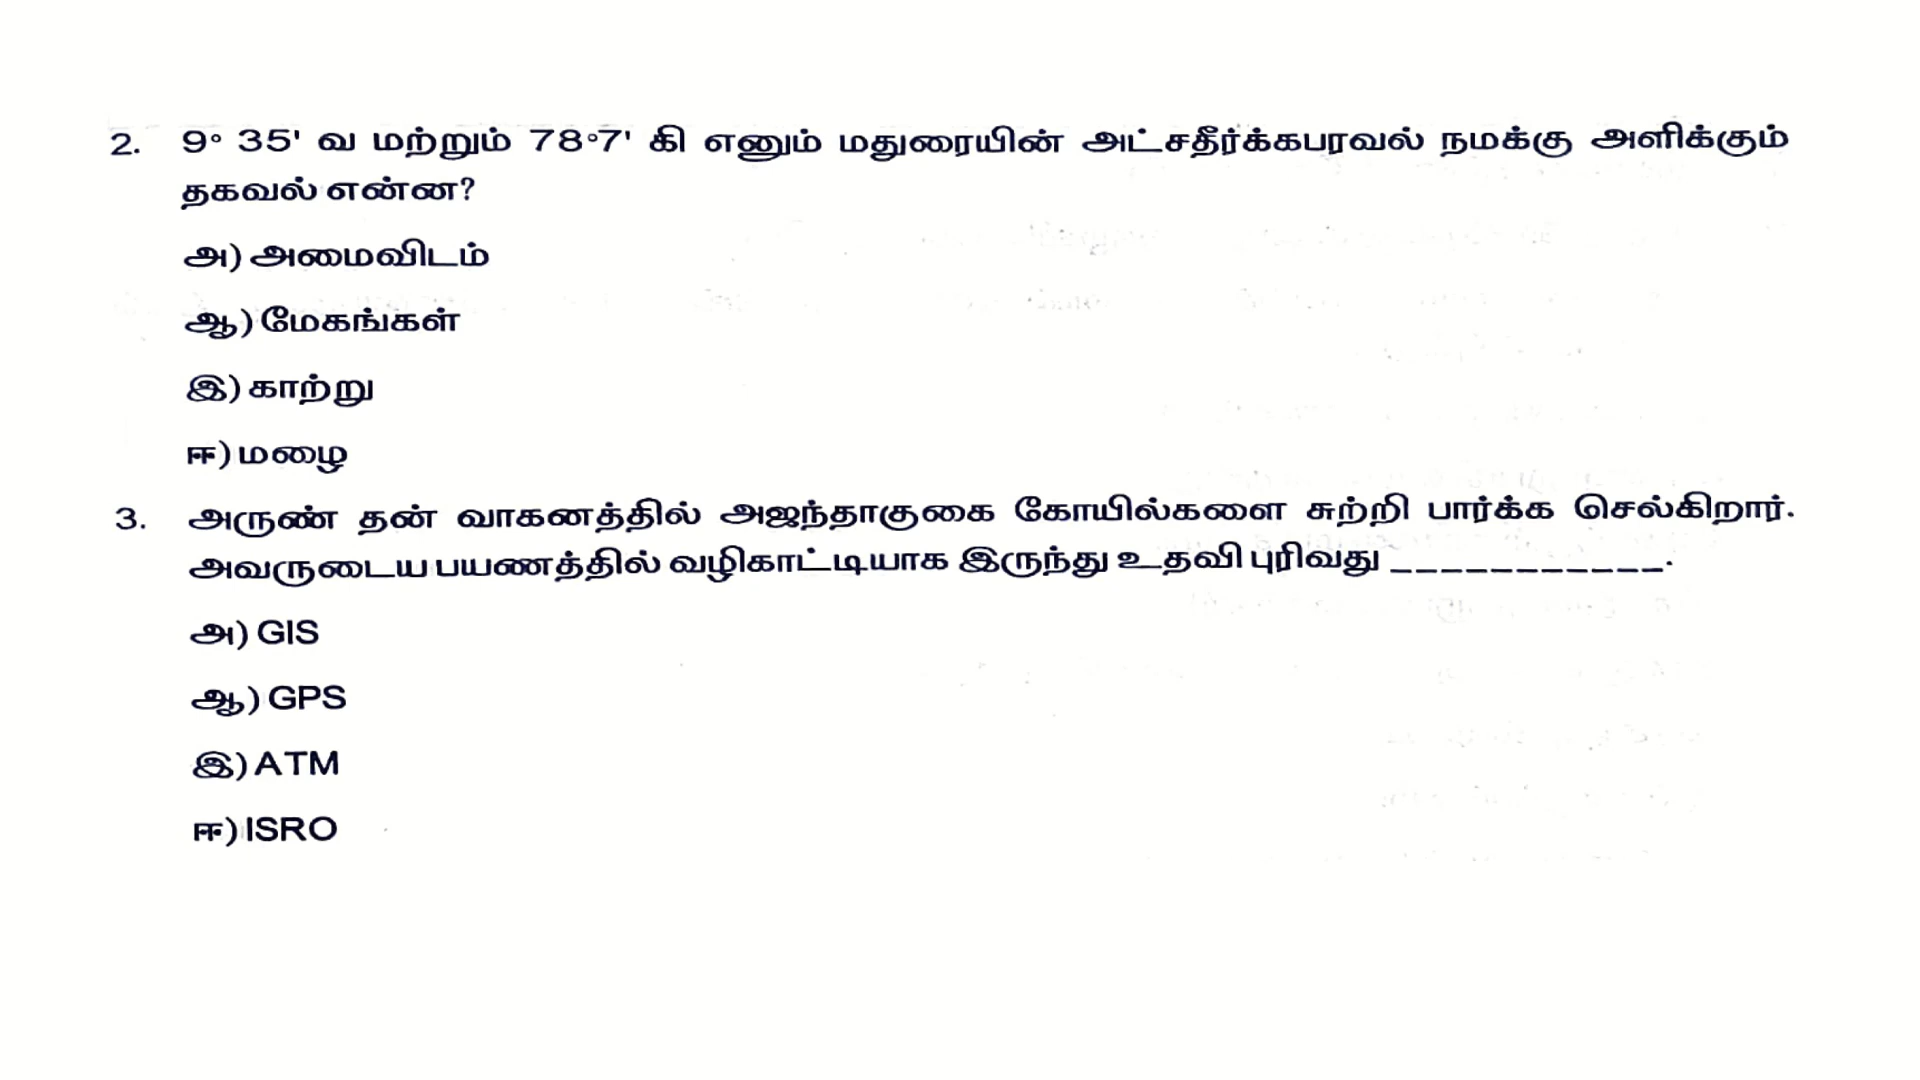 2. 9° 35' வ மற்றும் 78°7' கி எனும் மதுரையின் அட்சதீர்க்கபரவல் நமக்கு அளிக்கும்
தகவல் என்ன?
அ) அமைவிடம்
ஆ) மேகங்கள்
இ) காற்று
ஈ) மழை
3. அருண் தன் வாகனத்தில் அஜந்தாகுகை கோயில்களை சுற்றி பார்க்க செல்கிறார்.
அவருடைய பயணத்தில் வழிகாட்டியாக இருந்து உதவி புரிவது ___________.
அ) GIS
ஆ) GPS
இ) ATM
ஈ) ISRO